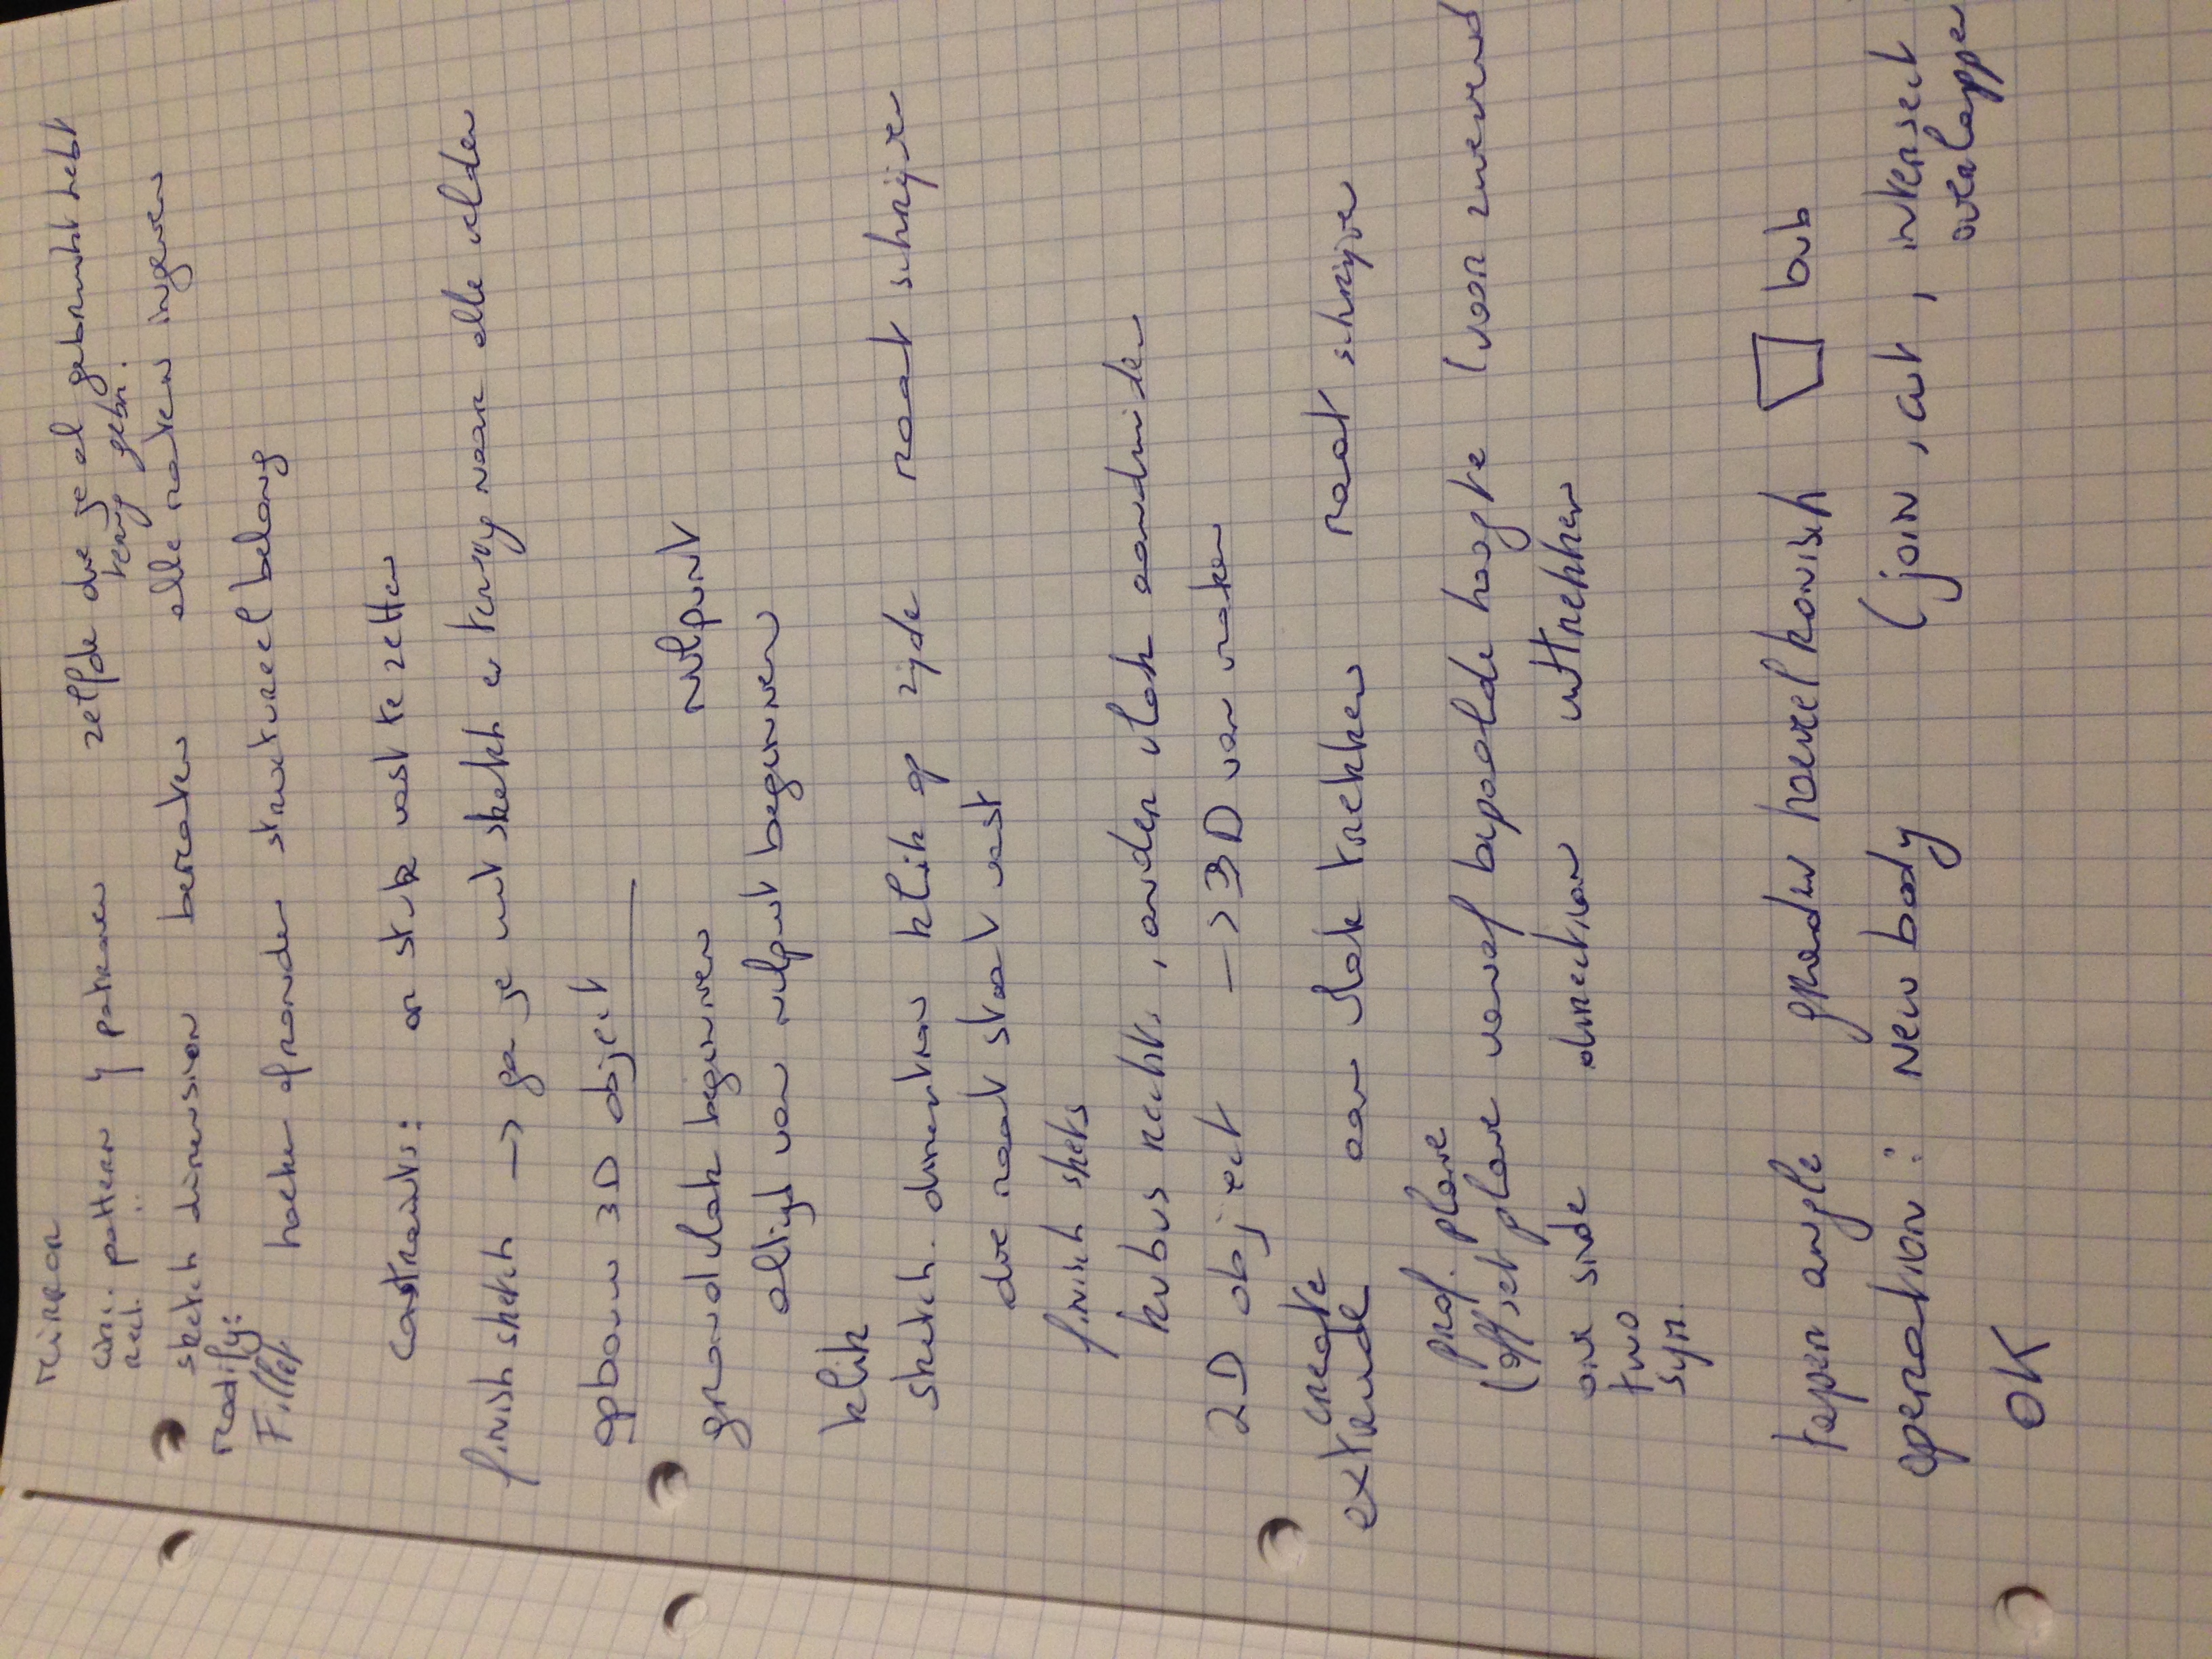 Mirror
circ. pattern } patronen zelfde die je al gebruikt hebt
rect. " terug gebr.
sketch dimension bematen alle maten ingeven
Modify:
Fillet hoeken afronden structureel belang
constraints: om stuk vast te zetten
finish sketch -> ga je uit sketch en terug naar alle velden
opbouw 3D object
grondvlak beginnen nulpunt
altijd van nulpunt beginnen
klik
sketch. dimention klik op zijde maat schrijven
die maat staat vast
finisch skets
kubus rechts, ander vlak aanduiden
2D object -> 3D van maken
create
extrude aan vlak trekken maat schrijven
prof. plane
(offset plane vanaf bepaalde hoogte (voor zwevend
one side direction uittrekken
two
sym.
taper angle graden hoeveel konisch bvb
operation: New body (join, cut, intersect
overlappen
OK